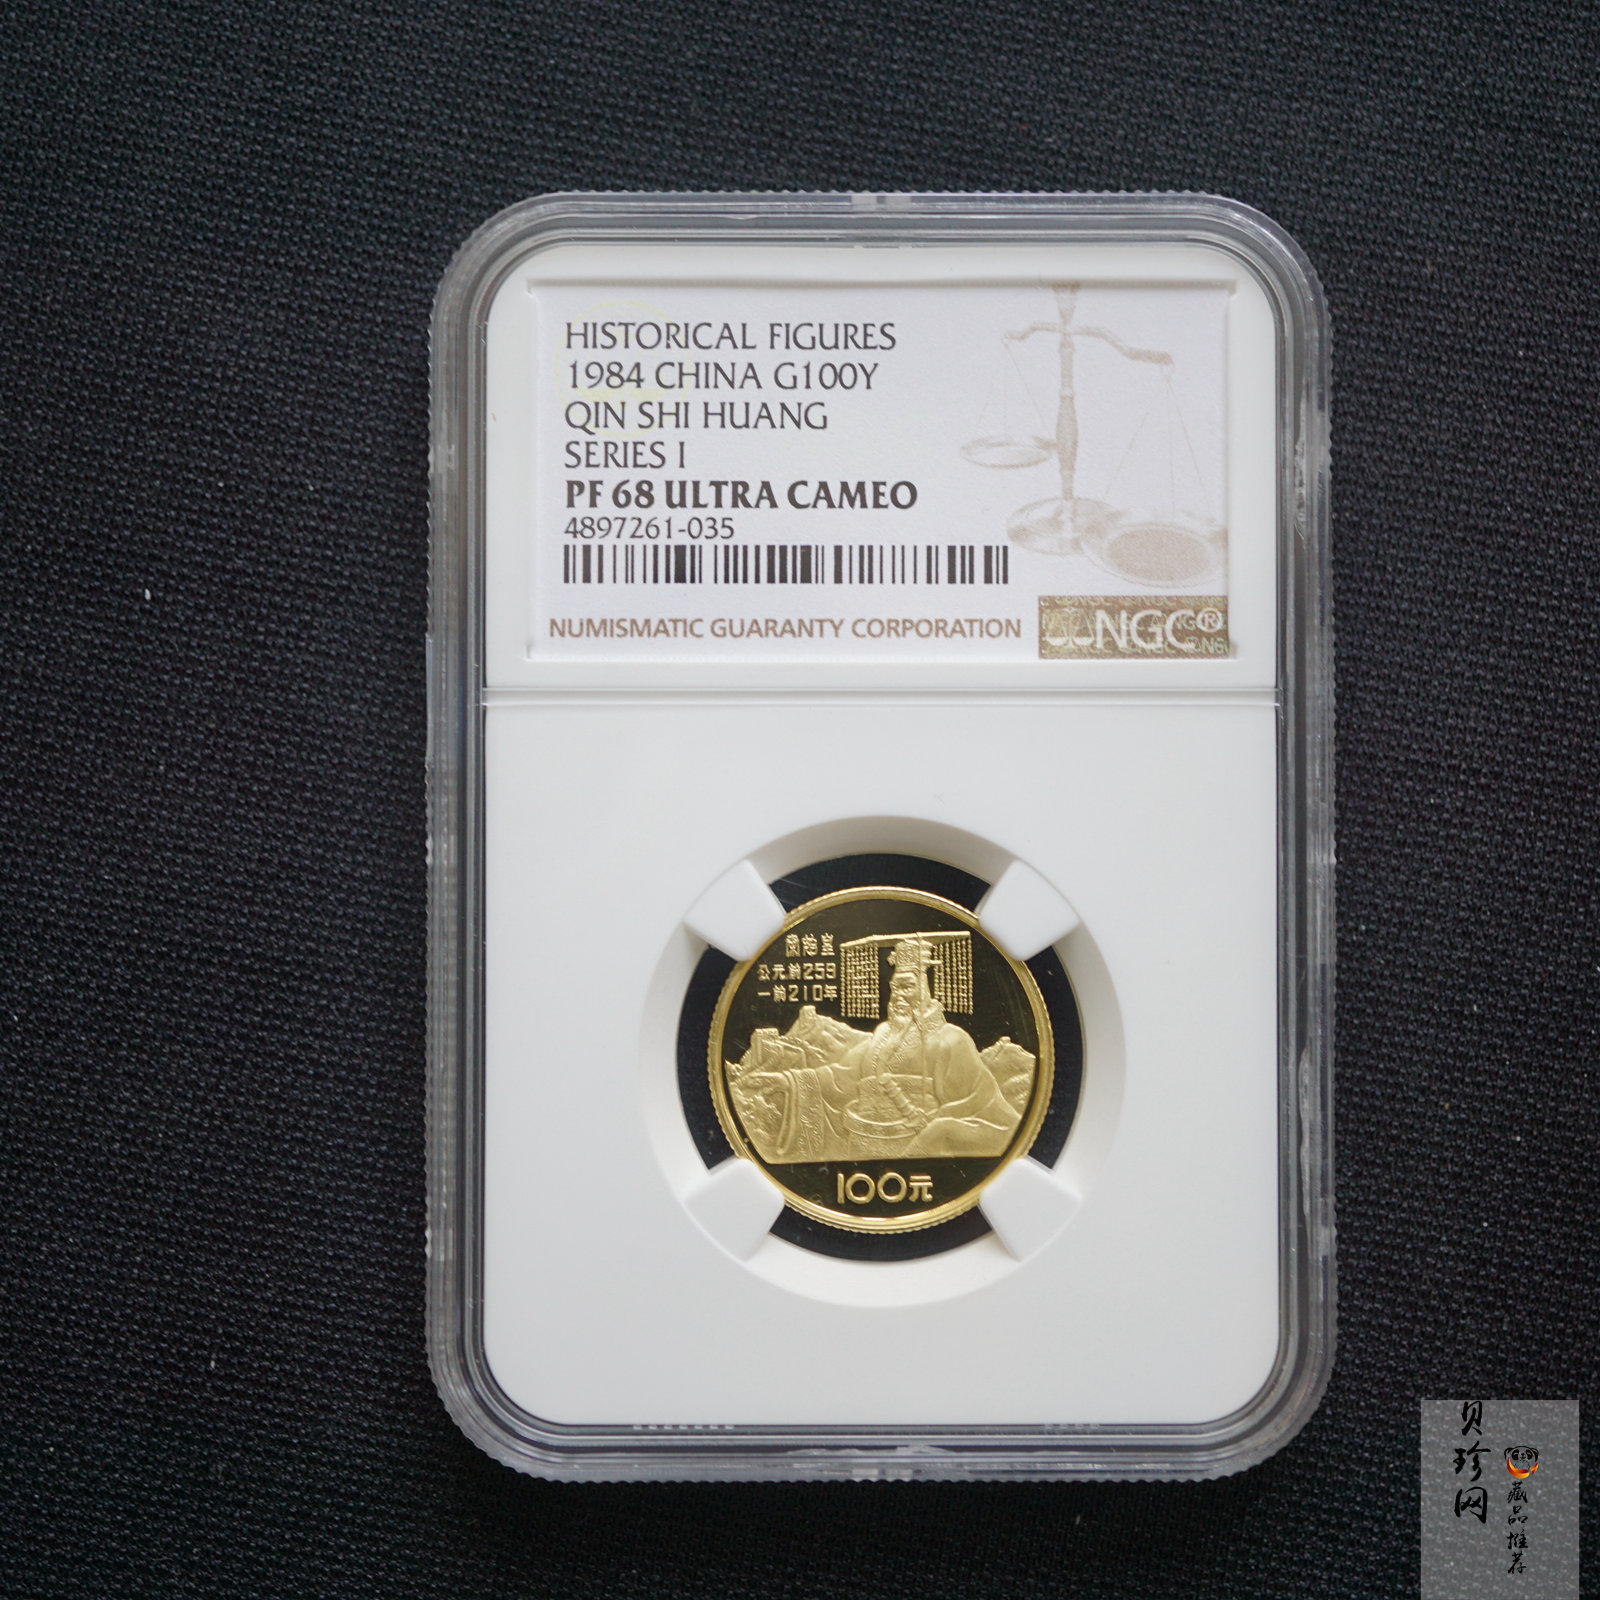 HISTORICAL FIGURES
1984 CHINA G100Y
QIN SHI HUANG
SERIES I
PF 68 ULTRA CAMEO
4897261-035
NUMISMATIC GUARANTY CORPORATION
NGC®
秦始皇
公元前259
一前210年
100元
贝珍网
藏品推荐